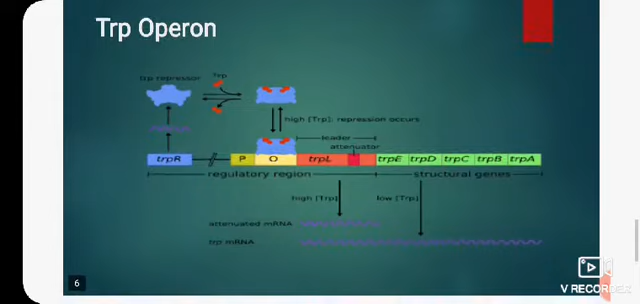 Trp Operon
trp repressor
Trp
high [Trp]: repression occurs
leader
attenuator
trpR
P
O
trpL
trpE
trpD
trpC
trpB
trpA
regulatory region
structural genes
high [Trp]
low [Trp]
attenuated mRNA
trp mRNA
6
V RECORDER